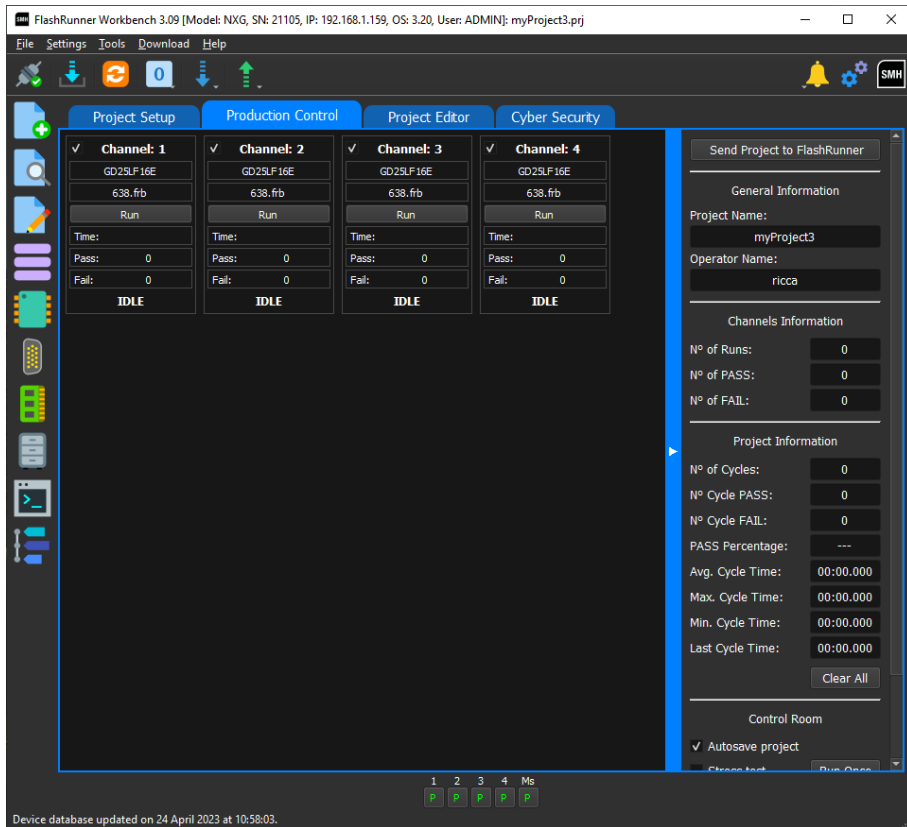 SMH FlashRunner Workbench 3.09 [Model: NXG, SN: 21105, IP: 192.168.1.159, OS: 3.20, User: ADMIN]: myProject3.prj
File Settings Tools Download Help
0 SMH
Project Setup Production Control Project Editor Cyber Security
Channel: 1
GD25LF16E
638.frb
Run
Time:
Pass: 0
Fail: 0
IDLE
Channel: 2
GD25LF16E
638.frb
Run
Time:
Pass: 0
Fail: 0
IDLE
Channel: 3
GD25LF16E
638.frb
Run
Time:
Pass: 0
Fail: 0
IDLE
Channel: 4
GD25LF16E
638.frb
Run
Time:
Pass: 0
Fail: 0
IDLE
Send Project to FlashRunner
General Information
Project Name:
myProject3
Operator Name:
ricca
Channels Information
N° of Runs: 0
N° of PASS: 0
N° of FAIL: 0
Project Information
N° of Cycles: 0
N° Cycle PASS: 0
N° Cycle FAIL: 0
PASS Percentage: ---
Avg. Cycle Time: 00:00.000
Max. Cycle Time: 00:00.000
Min. Cycle Time: 00:00.000
Last Cycle Time: 00:00.000
Clear All
Control Room
Autosave project
Stress test Run Once
1 2 3 4 Ms
P P P P P
Device database updated on 24 April 2023 at 10:58:03.